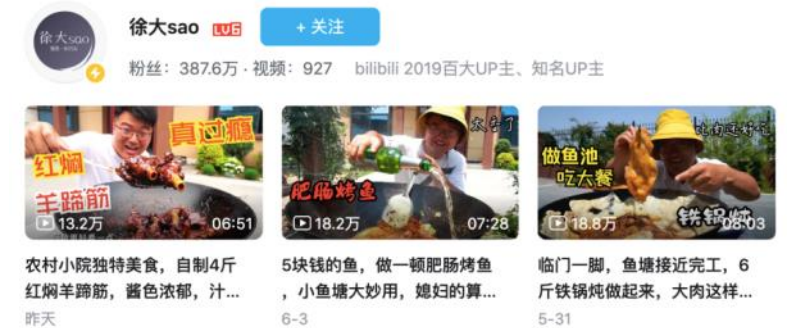 徐大sao
徐大sao LV6 + 关注
粉丝：387.6万 · 视频：927 bilibili 2019百大UP主、知名UP主
真过瘾
红焖
羊蹄筋
13.2万 06:51
肥肠烤鱼
18.2万 07:28
做鱼池
吃大餐
铁锅炖
18.8万 08:03
农村小院独特美食，自制4斤
红焖羊蹄筋，酱色浓郁，汁...
昨天
5块钱的鱼，做一顿肥肠烤鱼
，小鱼塘大妙用，媳妇的算...
6-3
临门一脚，鱼塘接近完工，6
斤铁锅炖做起来，大肉这样...
5-31